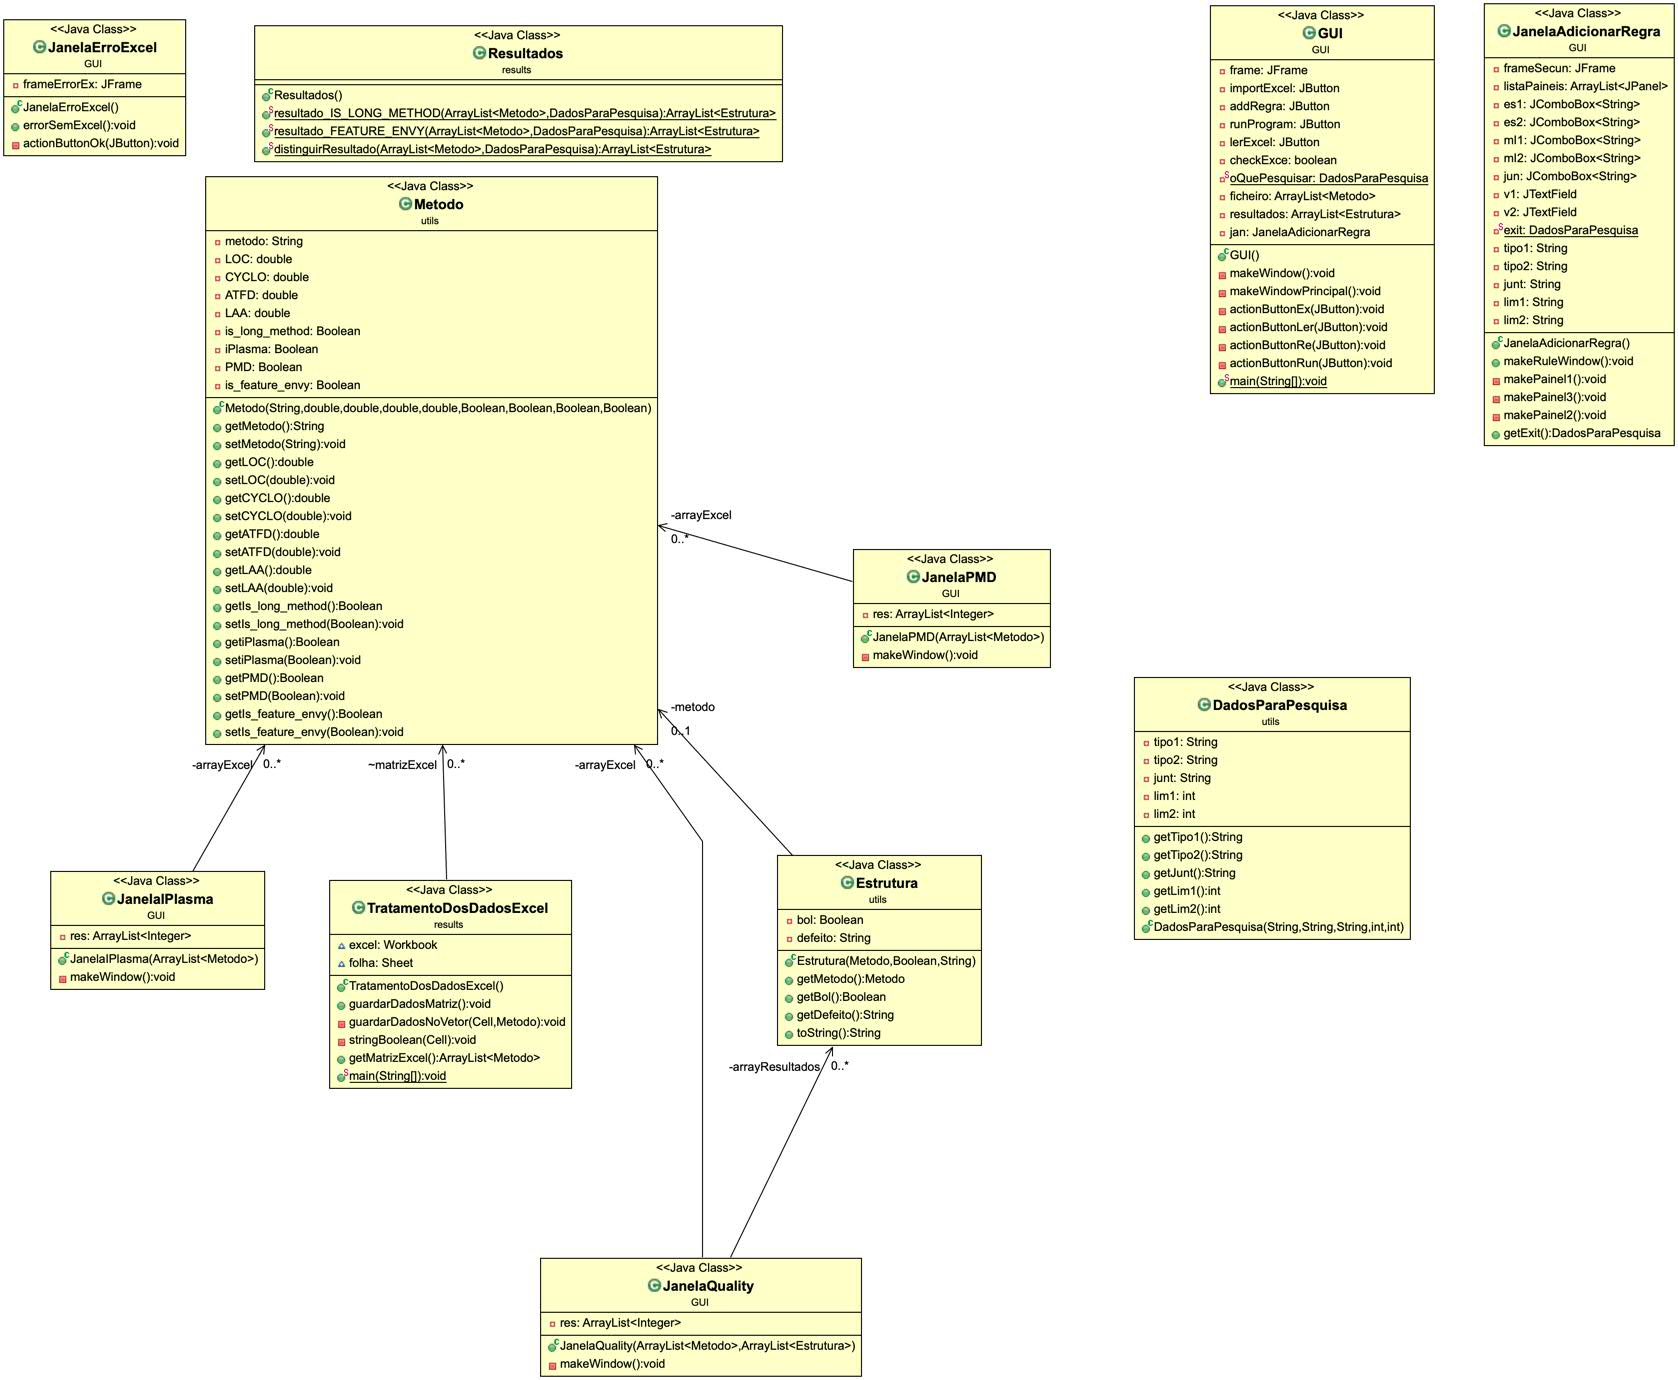 <<Java Class>>
JanelaErroExcel
GUI
frameErrorEx: JFrame
JanelaErroExcel()
errorSemExcel():void
actionButtonOk(JButton):void
<<Java Class>>
Resultados
results
Resultados()
resultado_IS_LONG_METHOD(ArrayList<Metodo>,DadosParaPesquisa):ArrayList<Estrutura>
resultado_FEATURE_ENVY(ArrayList<Metodo>,DadosParaPesquisa):ArrayList<Estrutura>
distinguirResultado(ArrayList<Metodo>,DadosParaPesquisa):ArrayList<Estrutura>
<<Java Class>>
GUI
GUI
frame: JFrame
importExcel: JButton
addRegra: JButton
runProgram: JButton
lerExcel: JButton
checkExce: boolean
oQuePesquisar: DadosParaPesquisa
ficheiro: ArrayList<Metodo>
resultados: ArrayList<Estrutura>
jan: JanelaAdicionarRegra
GUI()
makeWindow():void
makeWindowPrincipal():void
actionButtonEx(JButton):void
actionButtonLer(JButton):void
actionButtonRe(JButton):void
actionButtonRun(JButton):void
main(String[]):void
<<Java Class>>
JanelaAdicionarRegra
GUI
frameSecun: JFrame
listaPaineis: ArrayList<JPanel>
es1: JComboBox<String>
es2: JComboBox<String>
ml1: JComboBox<String>
ml2: JComboBox<String>
jun: JComboBox<String>
v1: JTextField
v2: JTextField
exit: DadosParaPesquisa
tipo1: String
tipo2: String
junt: String
lim1: String
lim2: String
JanelaAdicionarRegra()
makeRuleWindow():void
makePainel1():void
makePainel3():void
makePainel2():void
getExit():DadosParaPesquisa
<<Java Class>>
Metodo
utils
metodo: String
LOC: double
CYCLO: double
ATFD: double
LAA: double
is_long_method: Boolean
iPlasma: Boolean
PMD: Boolean
is_feature_envy: Boolean
Metodo(String,double,double,double,double,Boolean,Boolean,Boolean,Boolean)
getMetodo():String
setMetodo(String):void
getLOC():double
setLOC(double):void
getCYCLO():double
setCYCLO(double):void
getATFD():double
setATFD(double):void
getLAA():double
setLAA(double):void
getIs_long_method():Boolean
setIs_long_method(Boolean):void
getiPlasma():Boolean
setiPlasma(Boolean):void
getPMD():Boolean
setPMD(Boolean):void
getIs_feature_envy():Boolean
setIs_feature_envy(Boolean):void
-arrayExcel
0..*
<<Java Class>>
JanelaPMD
GUI
res: ArrayList<Integer>
JanelaPMD(ArrayList<Metodo>)
makeWindow():void
-metodo
0..1
<<Java Class>>
DadosParaPesquisa
utils
tipo1: String
tipo2: String
junt: String
lim1: int
lim2: int
getTipo1():String
getTipo2():String
getJunt():String
getLim1():int
getLim2():int
DadosParaPesquisa(String,String,String,int,int)
-arrayExcel 0..*
~matrizExcel 0..*
-arrayExcel 0..*
<<Java Class>>
JanelaIPlasma
GUI
res: ArrayList<Integer>
JanelaIPlasma(ArrayList<Metodo>)
makeWindow():void
<<Java Class>>
TratamentoDosDadosExcel
results
excel: Workbook
folha: Sheet
TratamentoDosDadosExcel()
guardarDadosMatriz():void
guardarDadosNoVetor(Cell,Metodo):void
stringBoolean(Cell):void
getMatrizExcel():ArrayList<Metodo>
main(String[]):void
<<Java Class>>
Estrutura
utils
bol: Boolean
defeito: String
Estrutura(Metodo,Boolean,String)
getMetodo():Metodo
getBol():Boolean
getDefeito():String
toString():String
-arrayResultados 0..*
<<Java Class>>
JanelaQuality
GUI
res: ArrayList<Integer>
JanelaQuality(ArrayList<Metodo>,ArrayList<Estrutura>)
makeWindow():void